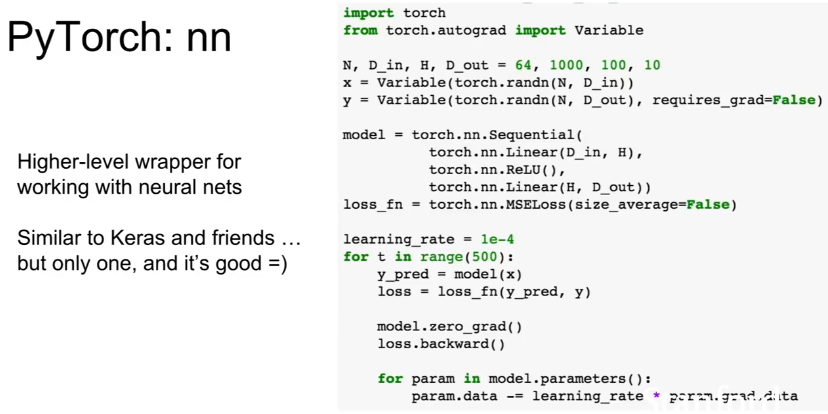 PyTorch: nn
Higher-level wrapper for
working with neural nets
Similar to Keras and friends …
but only one, and it's good =)
import torch
from torch.autograd import Variable
N, D_in, H, D_out = 64, 1000, 100, 10
x = Variable(torch.randn(N, D_in))
y = Variable(torch.randn(N, D_out), requires_grad=False)
model = torch.nn.Sequential(
torch.nn.Linear(D_in, H),
torch.nn.ReLU(),
torch.nn.Linear(H, D_out))
loss_fn = torch.nn.MSELoss(size_average=False)
learning_rate = 1e-4
for t in range(500):
y_pred = model(x)
loss = loss_fn(y_pred, y)
model.zero_grad()
loss.backward()
for param in model.parameters():
param.data -= learning_rate * param.grad.data